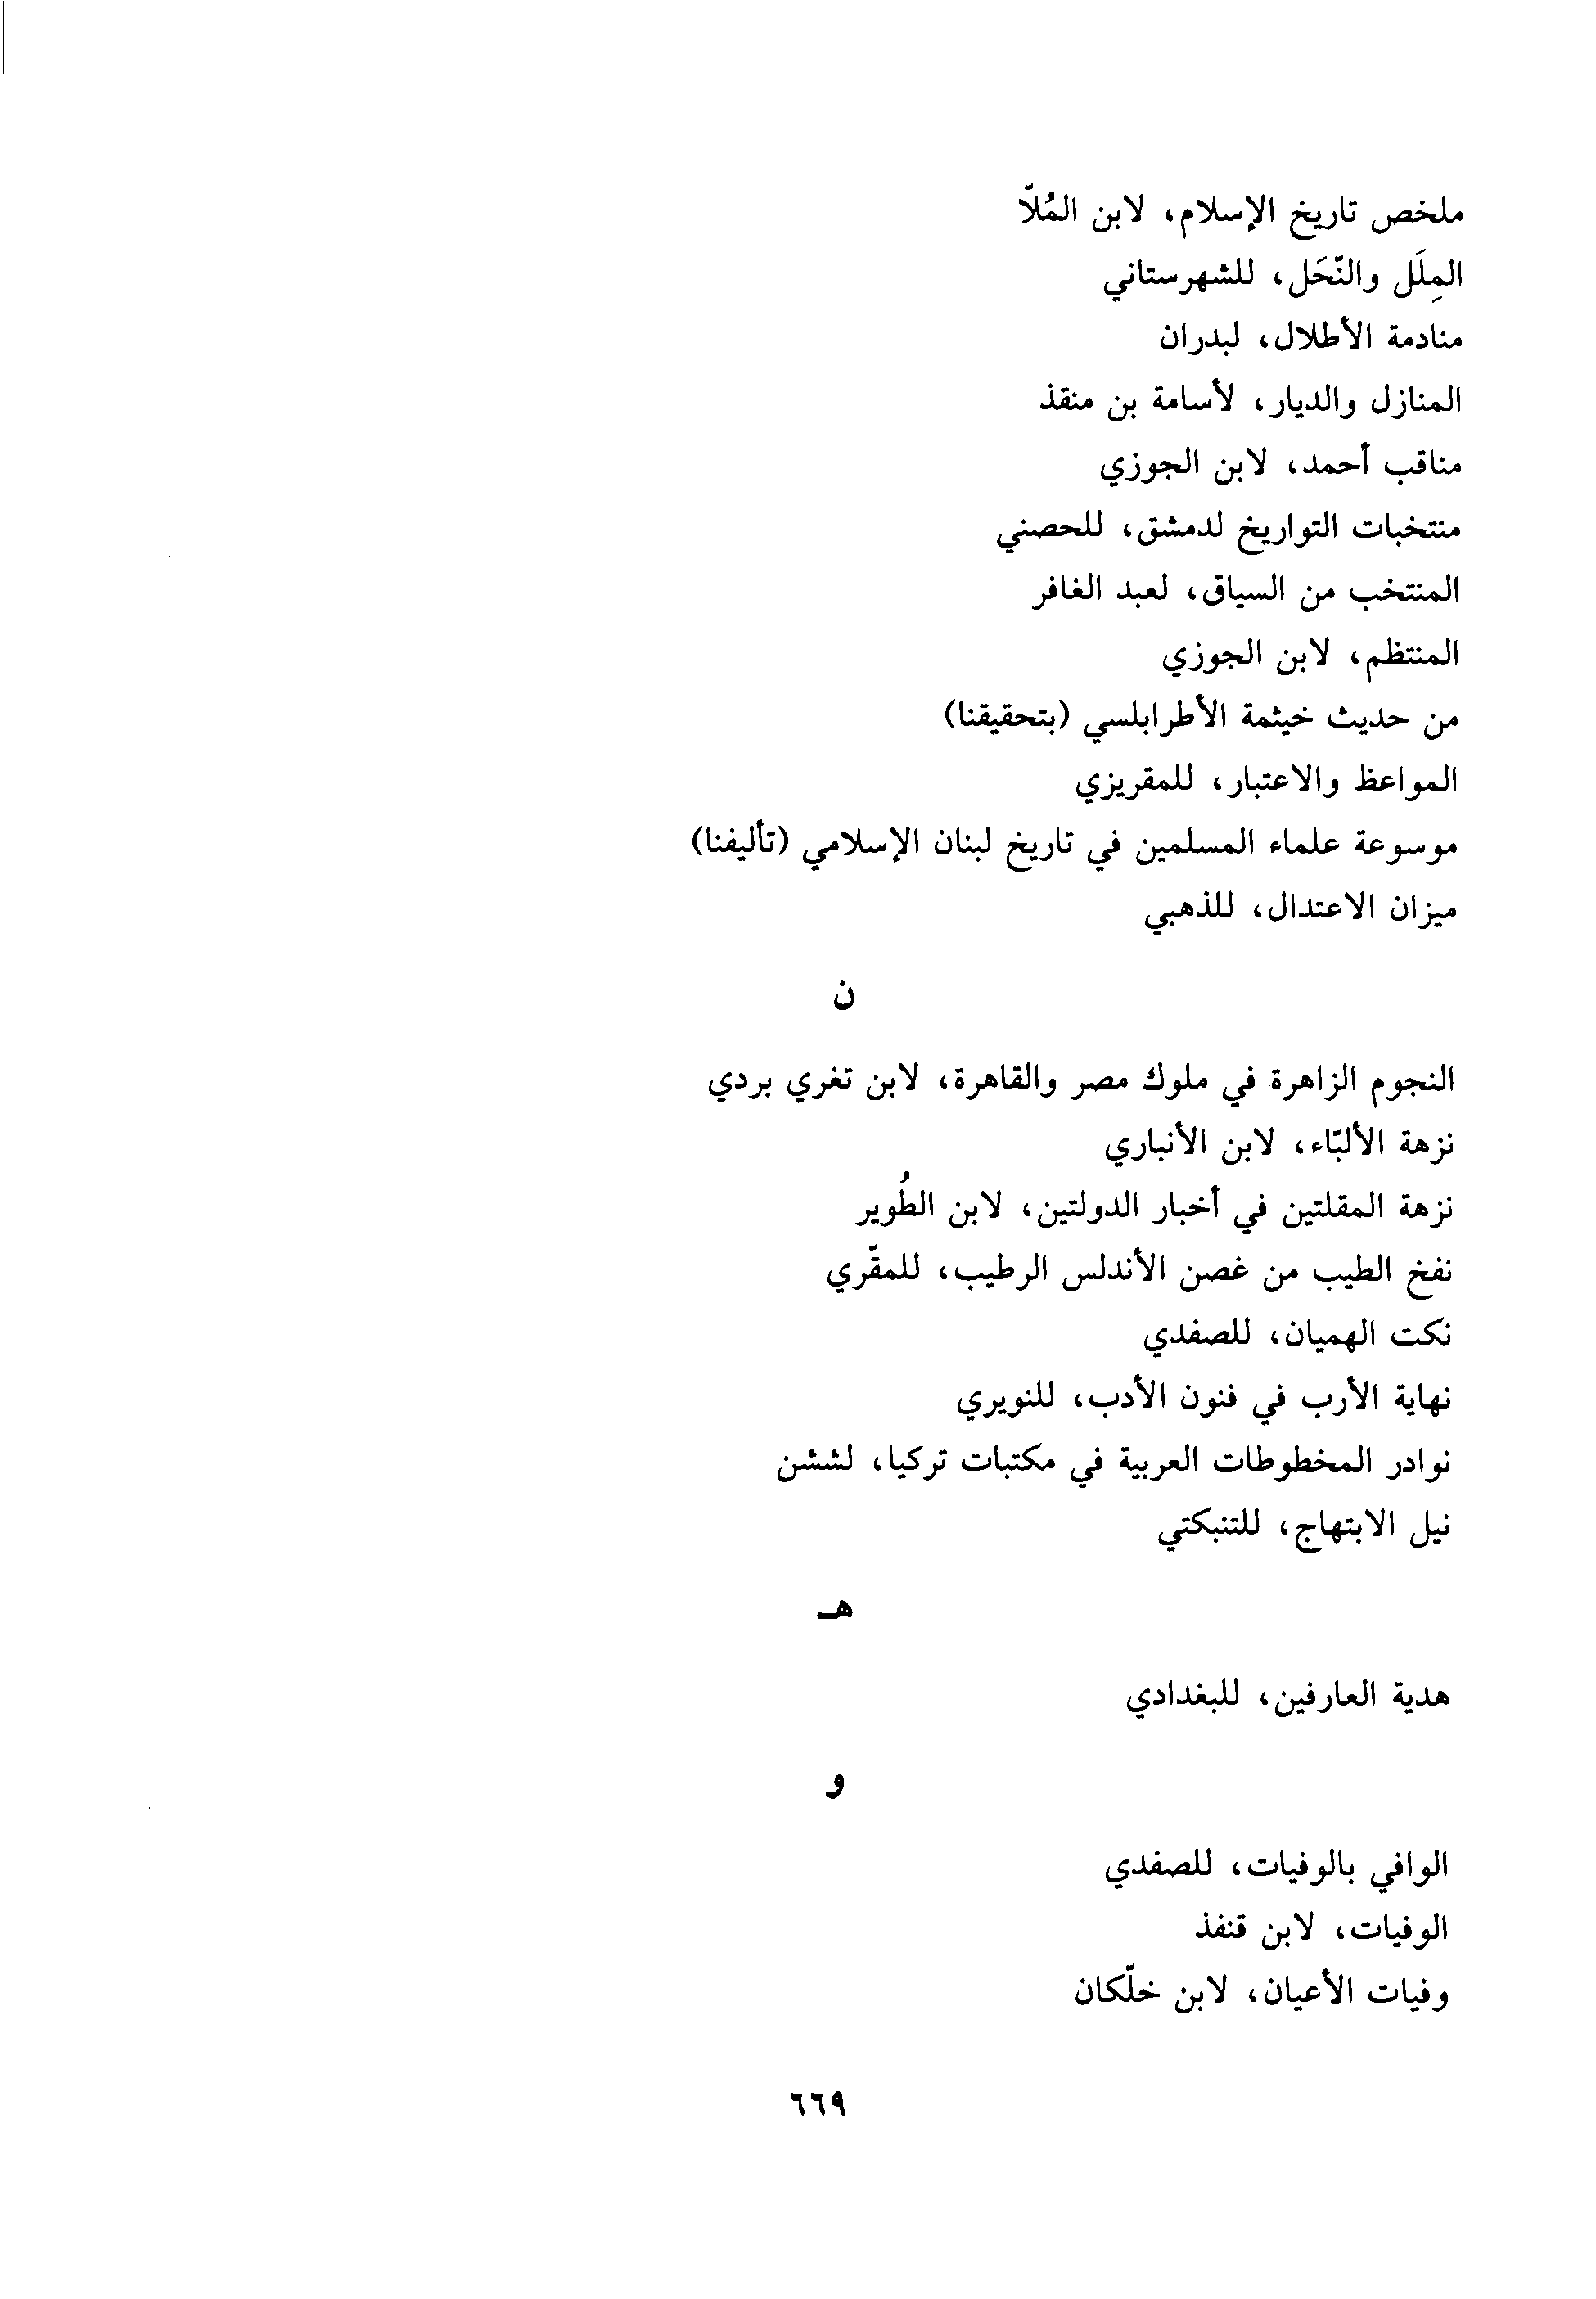 ملخص تاريخ الإسلام، لابن المُلاّ
المِلَل والنّحَل، للشهرستاني
منادمة الأطلال، لبدران
المنازل والديار، لأسامة بن منقذ
مناقب أحمد، لابن الجوزي
منتخبات التواريخ لدمشق، للحصني
المنتخب من السياق، لعبد الغافر
المنتظم، لابن الجوزي
من حديث خيثمة الأطرابلسي (بتحقيقنا)
المواعظ والاعتبار، للمقريزي
موسوعة علماء المسلمين في تاريخ لبنان الإسلامي (تأليفنا)
ميزان الاعتدال، للذهبي
ن
النجوم الزاهرة في ملوك مصر والقاهرة، لابن تغري بردي
نزهة الألبّاء، لابن الأنباري
نزهة المقلتين في أخبار الدولتين، لابن الطُوير
نفخ الطيب من غصن الأندلس الرطيب، للمقّري
نكت الهميان، للصفدي
نهاية الأرب في فنون الأدب، للنويري
نوادر المخطوطات العربية في مكتبات تركيا، لششن
نيل الابتهاج، للتنبكتي
هـ
هدية العارفين، للبغدادي
و
الوافي بالوفيات، للصفدي
الوفيات، لابن قنفذ
وفيات الأعيان، لابن خلّكان
٦٦٩